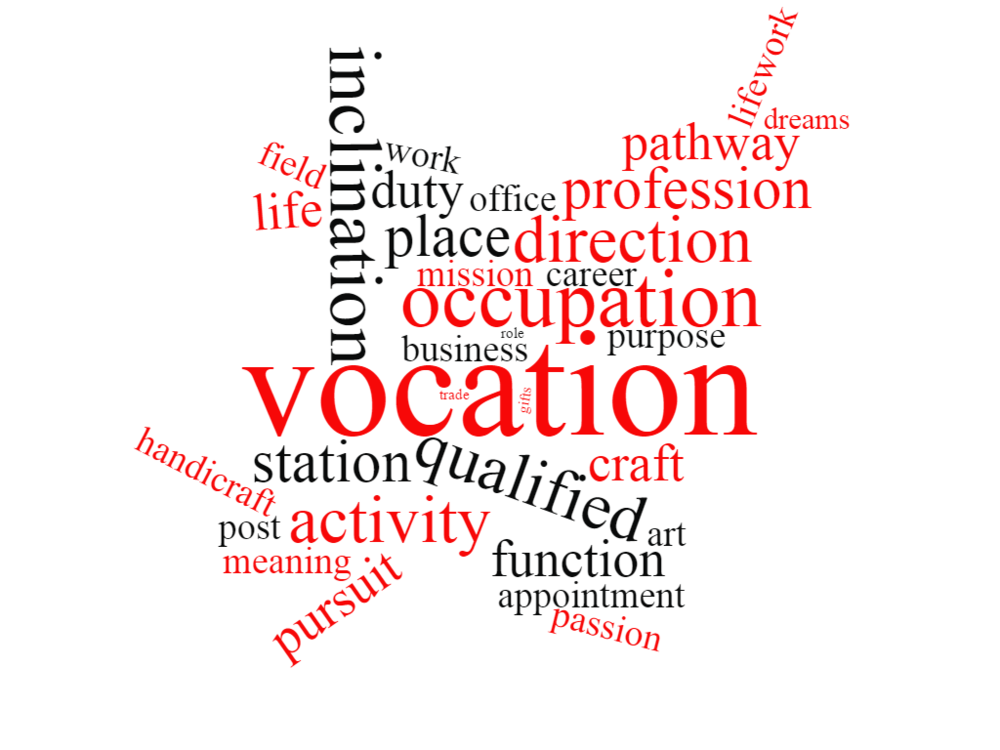 lifework
dreams
pathway
inclination
work
field
duty
office
profession
life
place
direction
mission
career
occupation
role
purpose
business
vocation
trade
gifts
handicraft
station
qualified
craft
post
activity
art
meaning
function
pursuit
appointment
passion